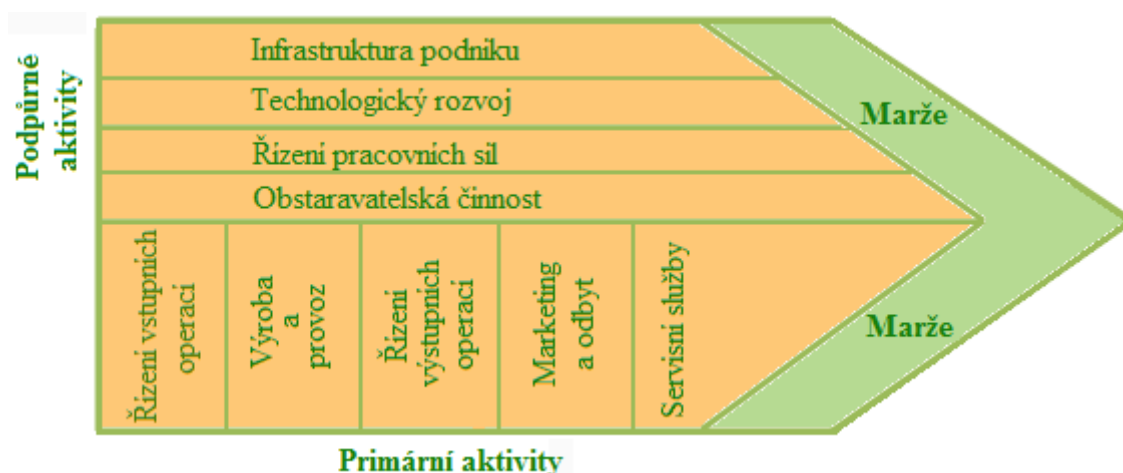 Podpůrné
aktivity
Infrastruktura podniku
Technologický rozvoj
Řízení pracovních sil
Obstaravatelská činnost
Marže
Řízení vstupních
operací
Výroba
a
provoz
Řízení
výstupních
operací
Marketing
a odbyt
Servisní služby
Marže
Primární aktivity